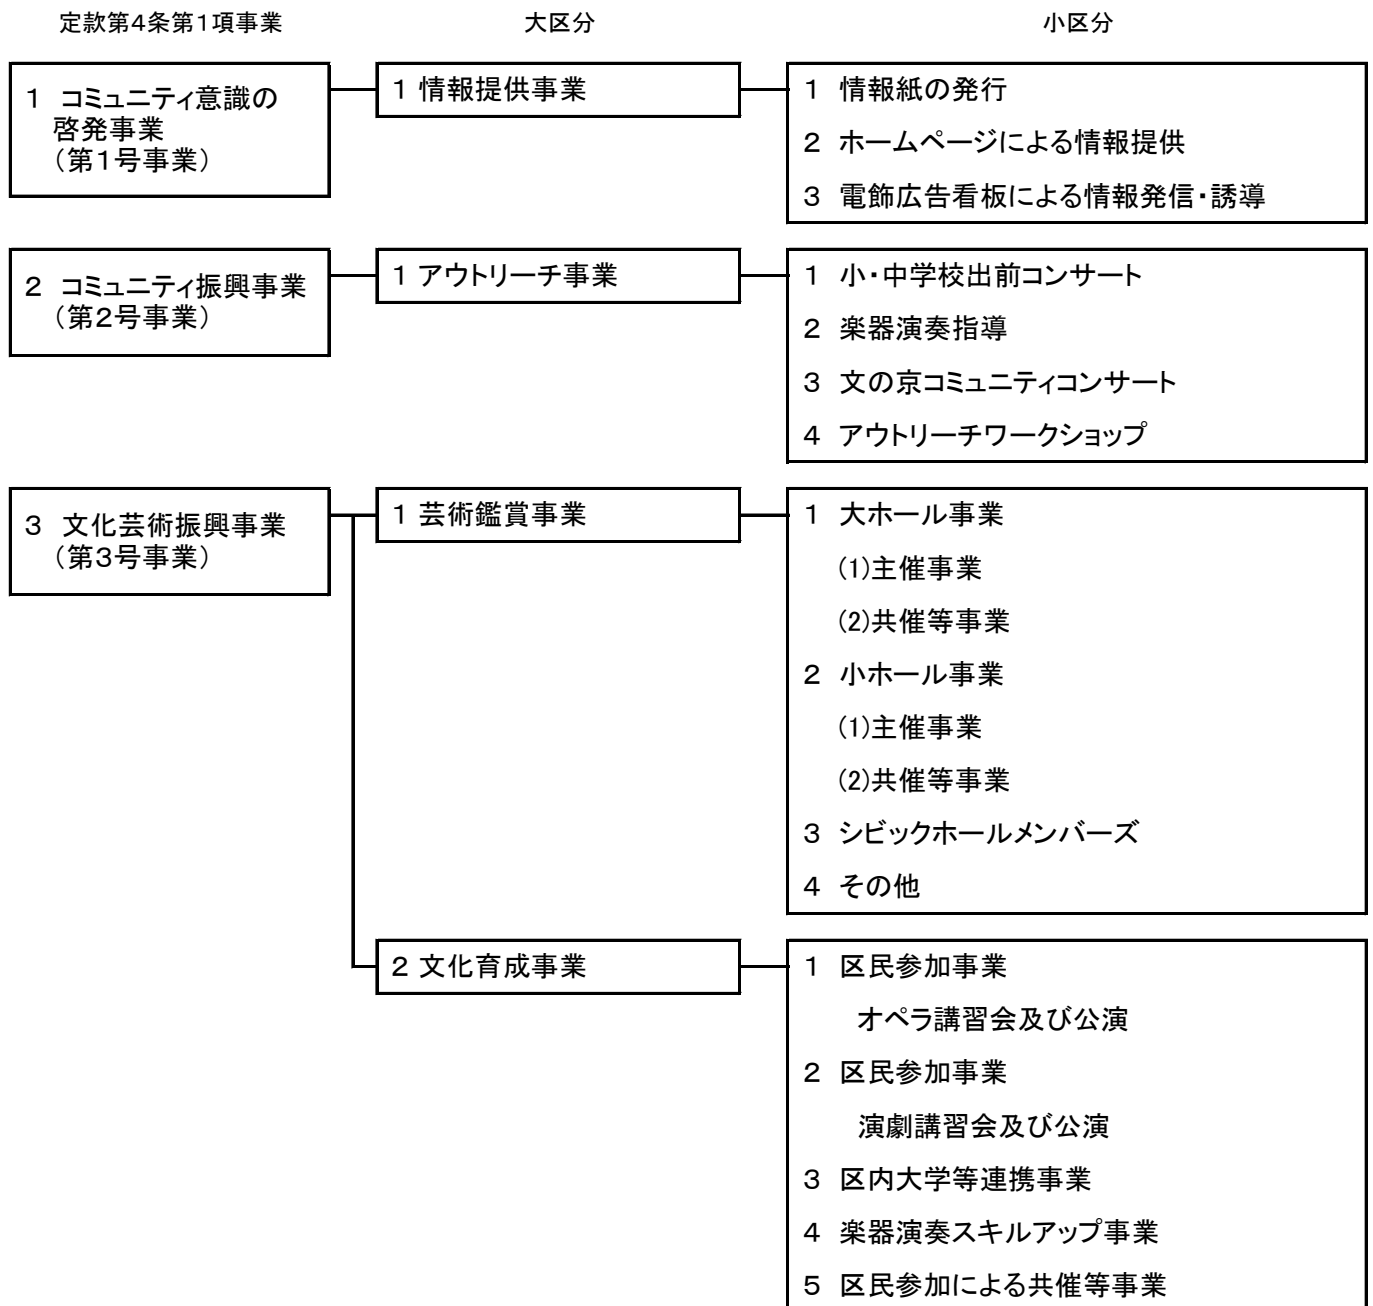 定款第4条第1項事業 大区分 小区分
1 コミュニティ意識の
啓発事業
(第1号事業)
1 情報提供事業
1 情報紙の発行
2 ホームページによる情報提供
3 電飾広告看板による情報発信・誘導
2 コミュニティ振興事業
(第2号事業)
1 アウトリーチ事業
1 小・中学校出前コンサート
2 楽器演奏指導
3 文の京コミュニティコンサート
4 アウトリーチワークショップ
3 文化芸術振興事業
(第3号事業)
1 芸術鑑賞事業
1 大ホール事業
(1)主催事業
(2)共催等事業
2 小ホール事業
(1)主催事業
(2)共催等事業
3 シビックホールメンバーズ
4 その他
2 文化育成事業
1 区民参加事業
オペラ講習会及び公演
2 区民参加事業
演劇講習会及び公演
3 区内大学等連携事業
4 楽器演奏スキルアップ事業
5 区民参加による共催等事業